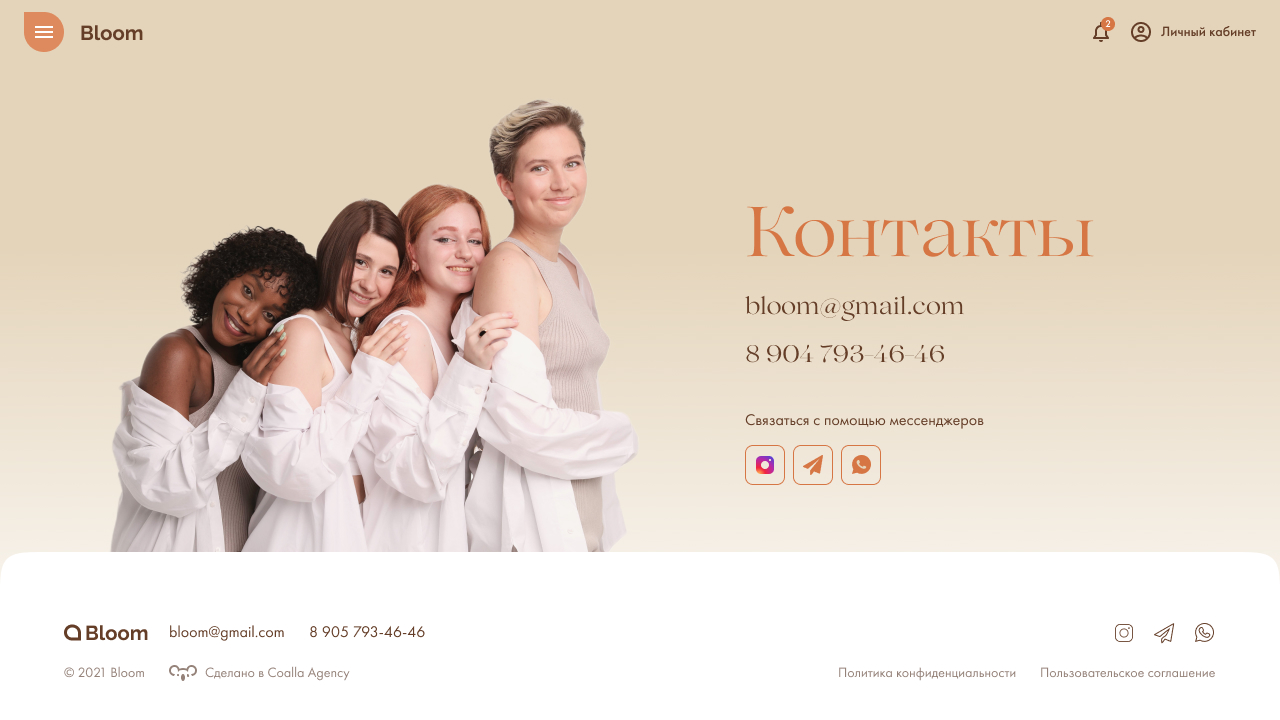 Bloom
2
Личный кабинет
Контакты
bloom@gmail.com
8 904 793-46-46
Связаться с помощью мессенджеров
Bloom
bloom@gmail.com
8 905 793-46-46
© 2021 Bloom
Сделано в Coalla Agency
Политика конфиденциальности
Пользовательское соглашение